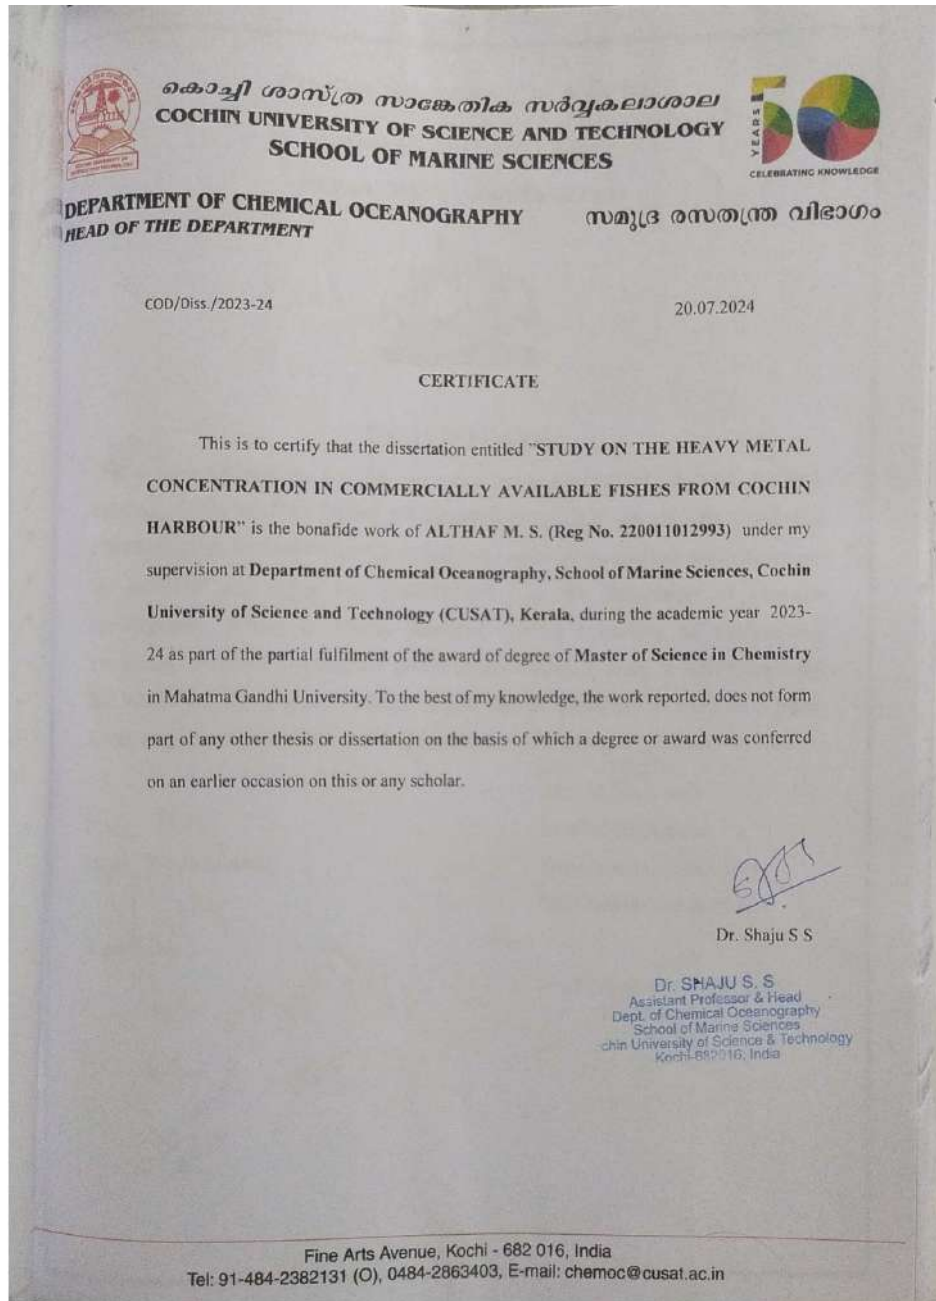 കൊച്ചി ശാസ്ത്ര സാങ്കേതിക സർവ്വകലാശാല
COCHIN UNIVERSITY OF SCIENCE AND TECHNOLOGY
SCHOOL OF MARINE SCIENCES
YEARS 50
CELEBRATING KNOWLEDGE
DEPARTMENT OF CHEMICAL OCEANOGRAPHY
HEAD OF THE DEPARTMENT
സമുദ്ര രസതന്ത്ര വിഭാഗം
COD/Diss./2023-24
20.07.2024
CERTIFICATE
This is to certify that the dissertation entitled "STUDY ON THE HEAVY METAL
CONCENTRATION IN COMMERCIALLY AVAILABLE FISHES FROM COCHIN
HARBOUR" is the bonafide work of ALTHAF M. S. (Reg No. 220011012993) under my
supervision at Department of Chemical Oceanography, School of Marine Sciences, Cochin
University of Science and Technology (CUSAT), Kerala, during the academic year 2023-
24 as part of the partial fulfilment of the award of degree of Master of Science in Chemistry
in Mahatma Gandhi University. To the best of my knowledge, the work reported, does not form
part of any other thesis or dissertation on the basis of which a degree or award was conferred
on an earlier occasion on this or any scholar.
Dr. Shaju S S
Dr. SHAJU S. S
Assistant Professor & Head
Dept. of Chemical Oceanography
School of Marine Sciences
chin University of Science & Technology
Kochi-682016, India
Fine Arts Avenue, Kochi - 682 016, India
Tel: 91-484-2382131 (O), 0484-2863403, E-mail: chemoc@cusat.ac.in